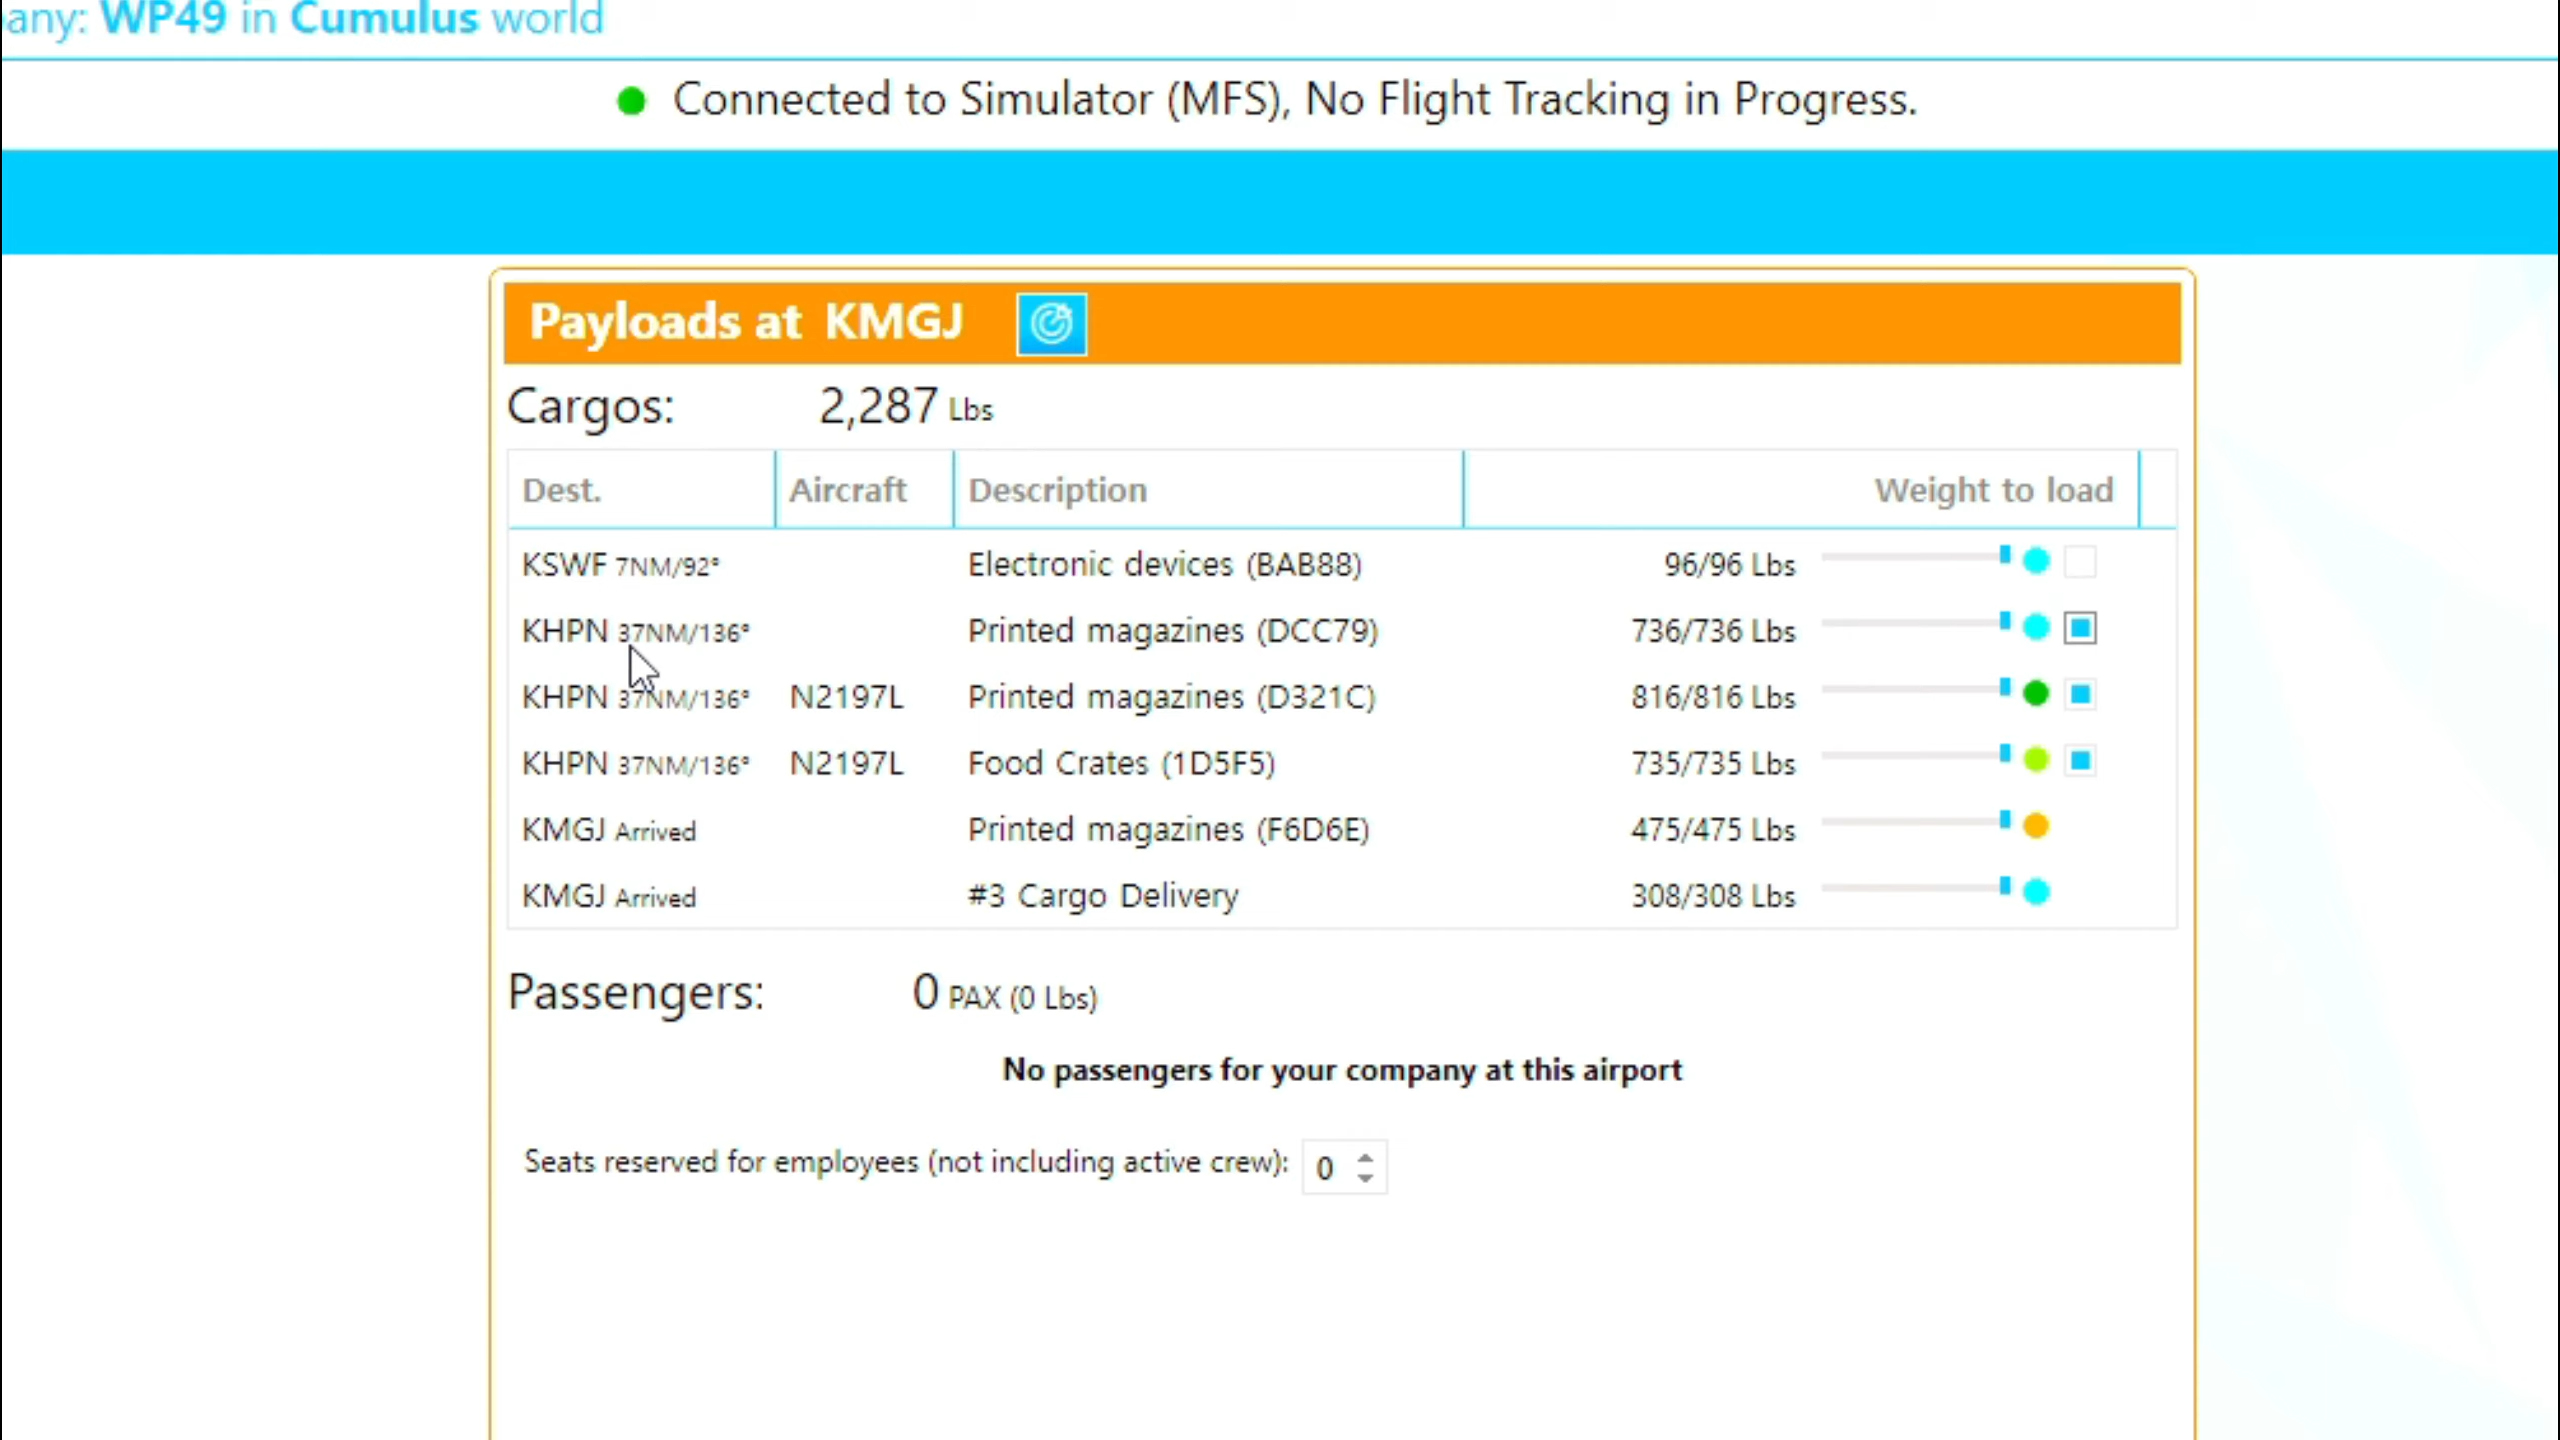 any: WP49 in Cumulus world
Connected to Simulator (MFS), No Flight Tracking in Progress.
Payloads at KMGJ
Cargos: 2,287 Lbs
Dest. Aircraft Description Weight to load
KSWF 7NM/92° Electronic devices (BAB88) 96/96 Lbs
KHPN 37NM/136° Printed magazines (DCC79) 736/736 Lbs
KHPN 37NM/136° N2197L Printed magazines (D321C) 816/816 Lbs
KHPN 37NM/136° N2197L Food Crates (1D5F5) 735/735 Lbs
KMGJ Arrived Printed magazines (F6D6E) 475/475 Lbs
KMGJ Arrived #3 Cargo Delivery 308/308 Lbs
Passengers: 0 PAX (0 Lbs)
No passengers for your company at this airport
Seats reserved for employees (not including active crew): 0